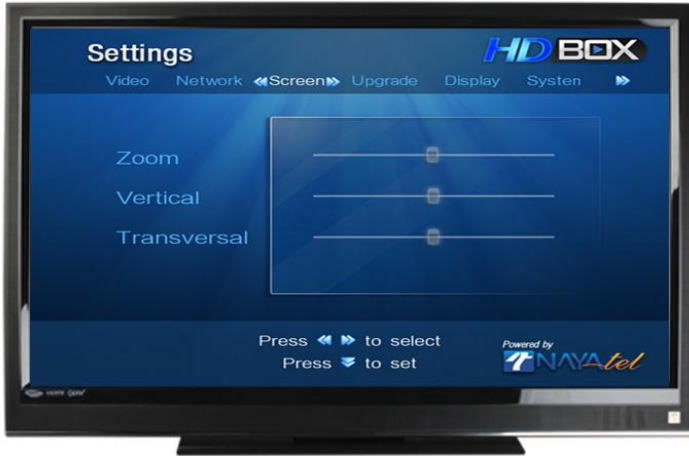 Settings
HD BOX
Video Network Screen Upgrade Display Systen
Zoom
Vertical
Transversal
Press to select
Press to set
Powered by
NAYAtel